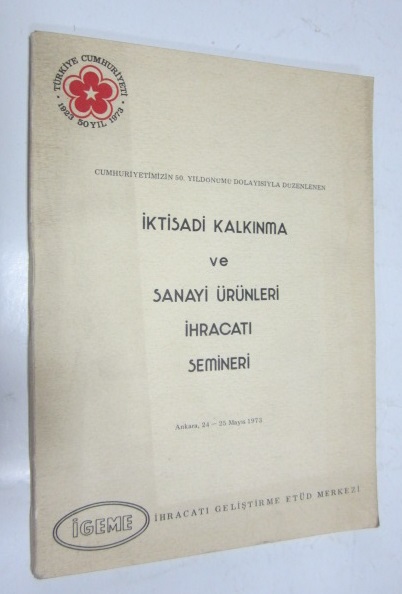 TÜRKİYE CUMHURİYETİ
1923 50 YIL 1973
CUMHURİYETİMİZİN 50. YILDONUMU DOLAYISIYLA DUZENLENEN
İKTİSADİ KALKINMA
ve
SANAYİ ÜRÜNLERİ
İHRACATI
SEMİNERİ
Ankara, 24 — 25 Mayıs 1973
İGEME
İHRACATI GELİŞTİRME ETÜD MERKEZİ